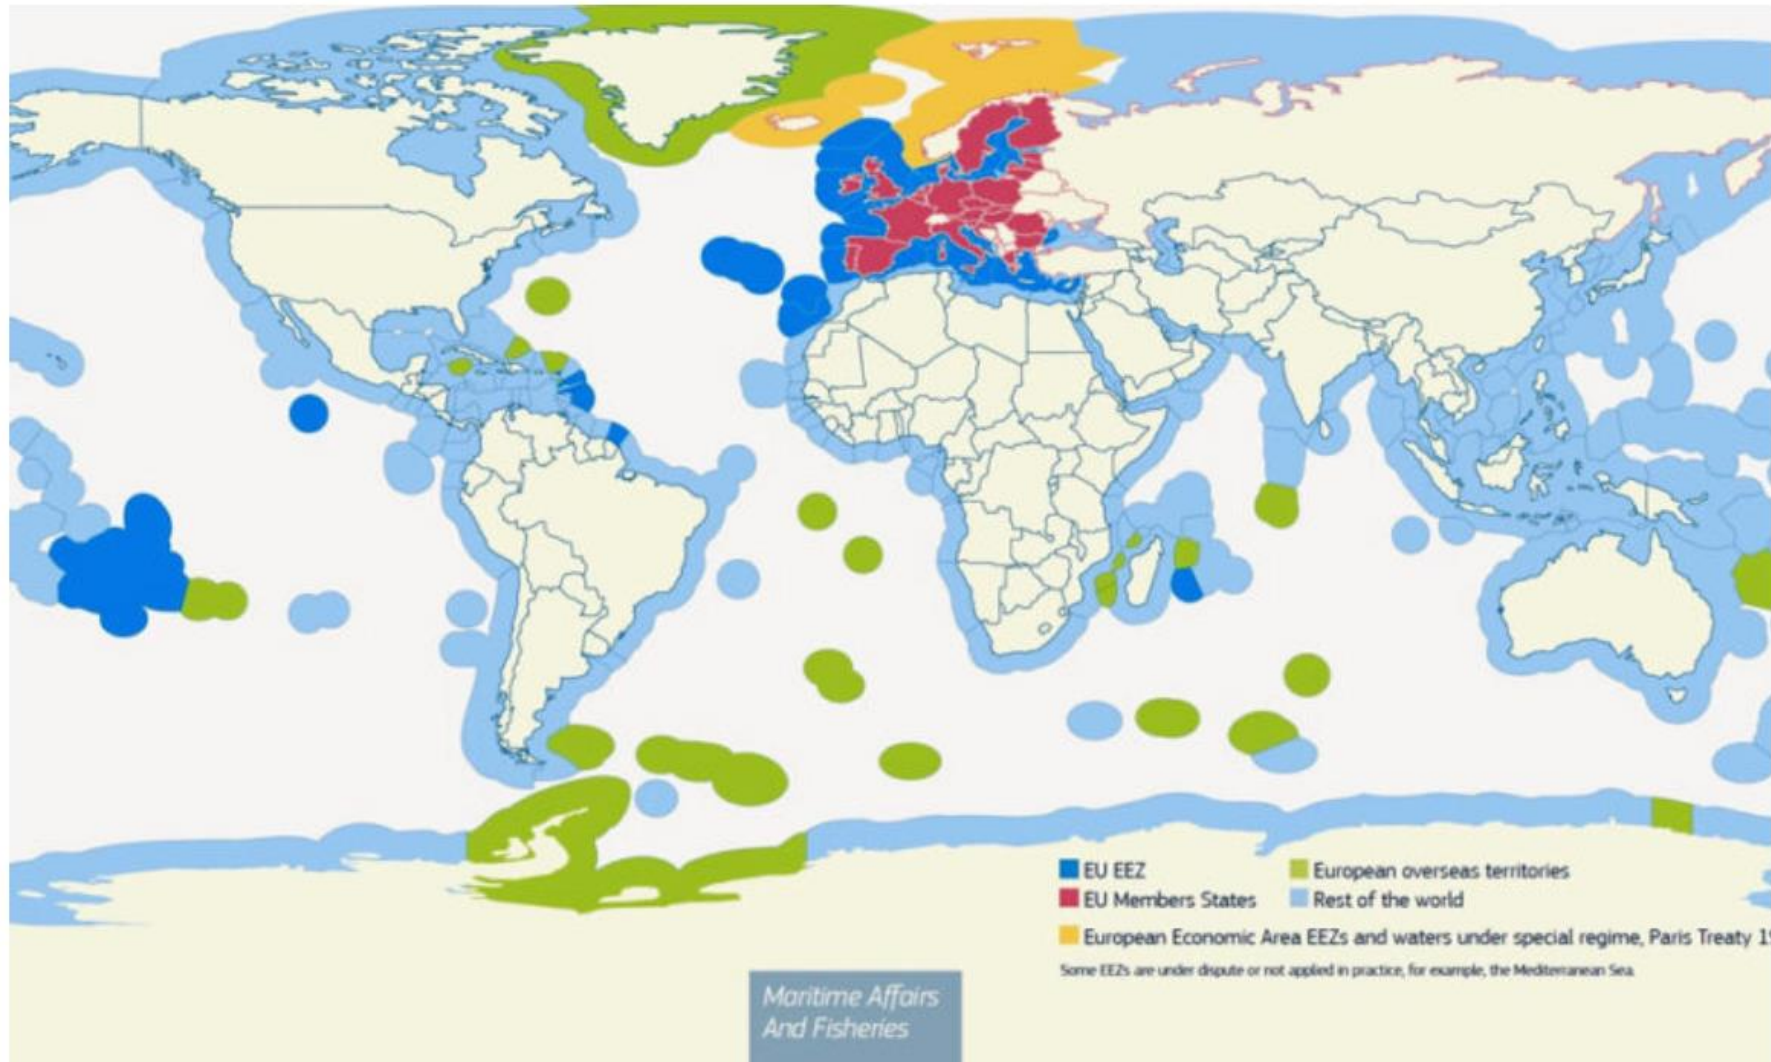 EU EEZ
European overseas territories
EU Members States
Rest of the world
European Economic Area EEZs and waters under special regime, Paris Treaty
Some EEZs are under dispute or not applied in practice, for example, the Mediterranean Sea.
Maritime Affairs
And Fisheries